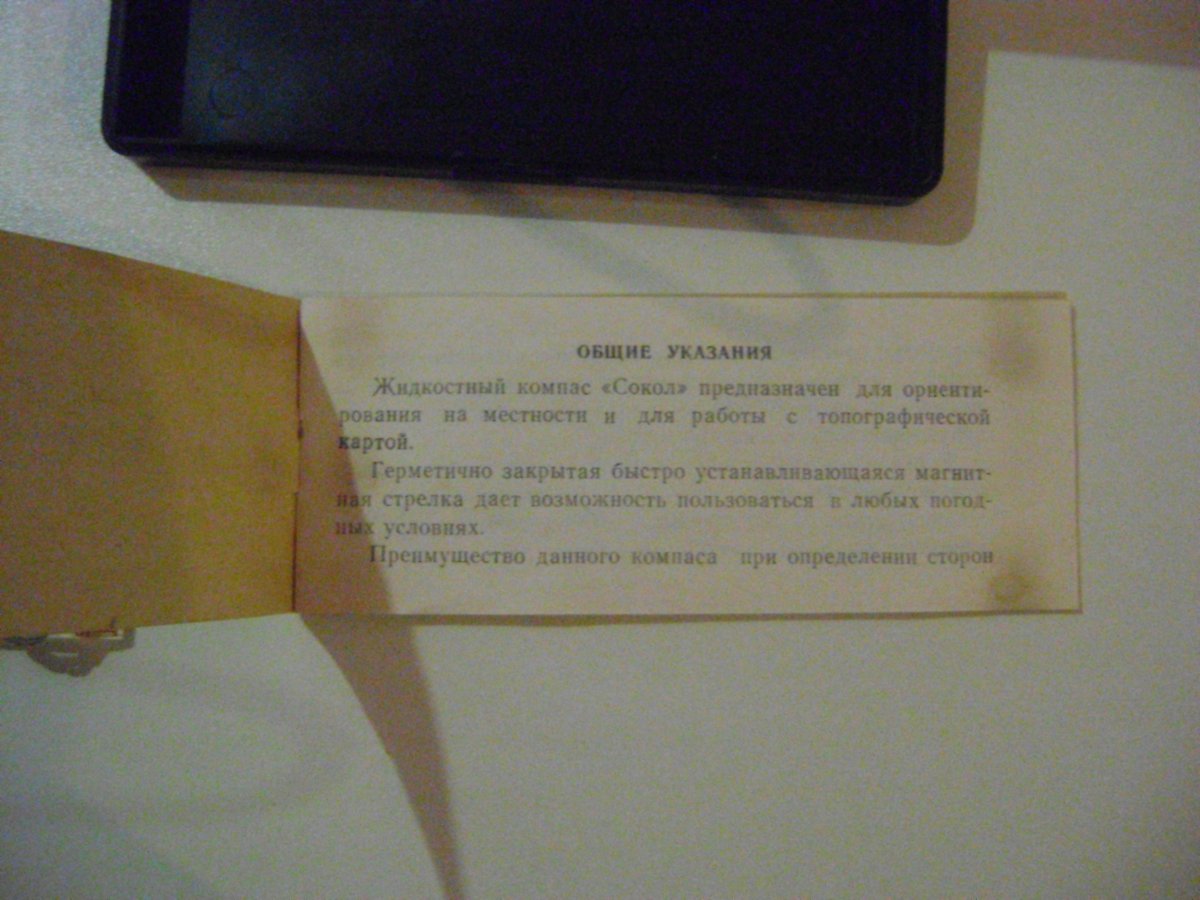 ОБЩИЕ УКАЗАНИЯ
Жидкостный компас «Сокол» предназначен для ориенти-
рования на местности и для работы с топографической
картой.
Герметично закрытая быстро устанавливающаяся магнит-
ная стрелка дает возможность пользоваться в любых погод-
ных условиях.
Преимущество данного компаса при определении сторон